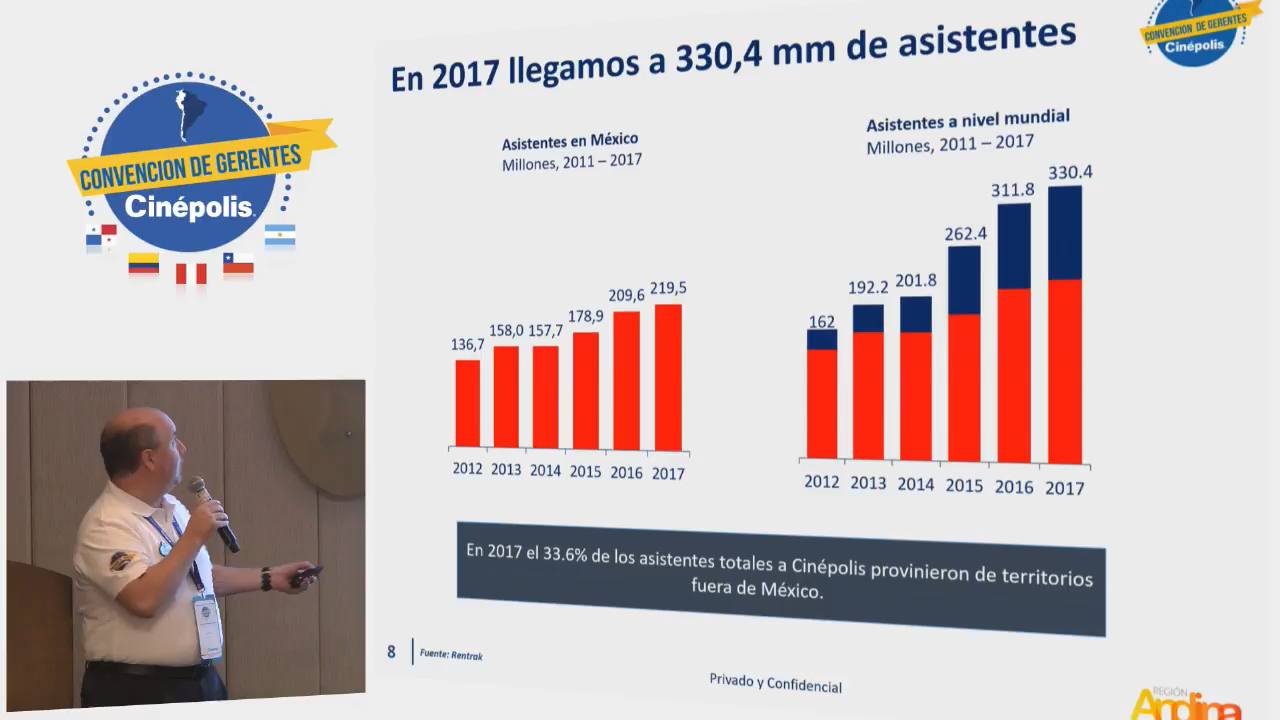 CONVENCION DE GERENTES
Cinépolis
En 2017 llegamos a 330,4 mm de asistentes
CONVENCION DE GERENTES
Cinépolis
Asistentes en México
Millones, 2011 – 2017
136,7
158,0
157,7
178,9
209,6
219,5
2012 2013 2014 2015 2016 2017
Asistentes a nivel mundial
Millones, 2011 – 2017
162
192.2
201.8
262.4
311.8
330.4
2012 2013 2014 2015 2016 2017
En 2017 el 33.6% de los asistentes totales a Cinépolis provinieron de territorios
fuera de México.
8
Fuente: Rentrak
Privado y Confidencial
REGIÓN
Andina